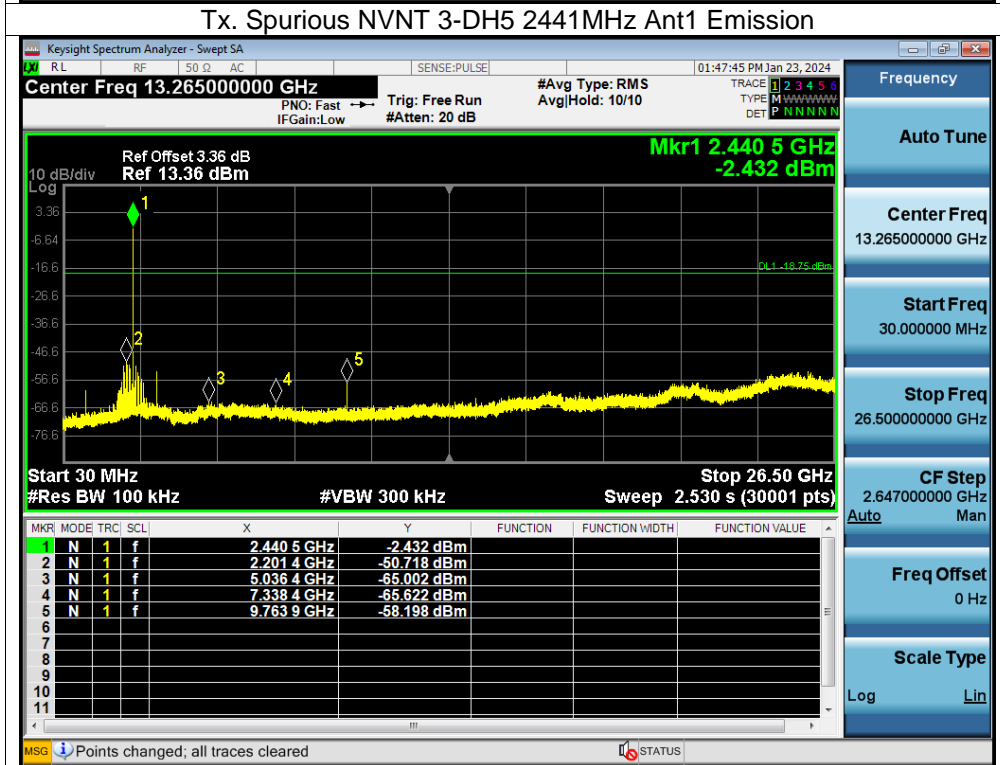 Tx. Spurious NVNT 3-DH5 2441MHz Ant1 Emission
Keysight Spectrum Analyzer - Swept SA
LXI RL RF 50 Ω AC SENSE:PULSE 01:47:45 PM Jan 23, 2024
Center Freq 13.265000000 GHz
PNO: Fast
IFGain:Low
Trig: Free Run
#Atten: 20 dB
#Avg Type: RMS
Avg|Hold: 10/10
TRACE 1 2 3 4 5 6
TYPE M WWWWW
DET P N N N N N
Ref Offset 3.36 dB
10 dB/div Ref 13.36 dBm
Log
Mkr1 2.440 5 GHz
-2.432 dBm
3.36
-6.64
-16.6
-26.6
-36.6
-46.6
-56.6
-66.6
-76.6
DL1 -18.75 dBm
1
2
3
4
5
Start 30 MHz Stop 26.50 GHz
#Res BW 100 kHz #VBW 300 kHz Sweep 2.530 s (30001 pts)
MKR MODE TRC SCL X Y FUNCTION FUNCTION WIDTH FUNCTION VALUE
1 N 1 f 2.440 5 GHz -2.432 dBm
2 N 1 f 2.201 4 GHz -50.718 dBm
3 N 1 f 5.036 4 GHz -65.002 dBm
4 N 1 f 7.338 4 GHz -65.622 dBm
5 N 1 f 9.763 9 GHz -58.198 dBm
6
7
8
9
10
11
MSG Points changed; all traces cleared STATUS
Frequency
Auto Tune
Center Freq
13.265000000 GHz
Start Freq
30.000000 MHz
Stop Freq
26.500000000 GHz
CF Step
2.647000000 GHz
Auto Man
Freq Offset
0 Hz
Scale Type
Log Lin